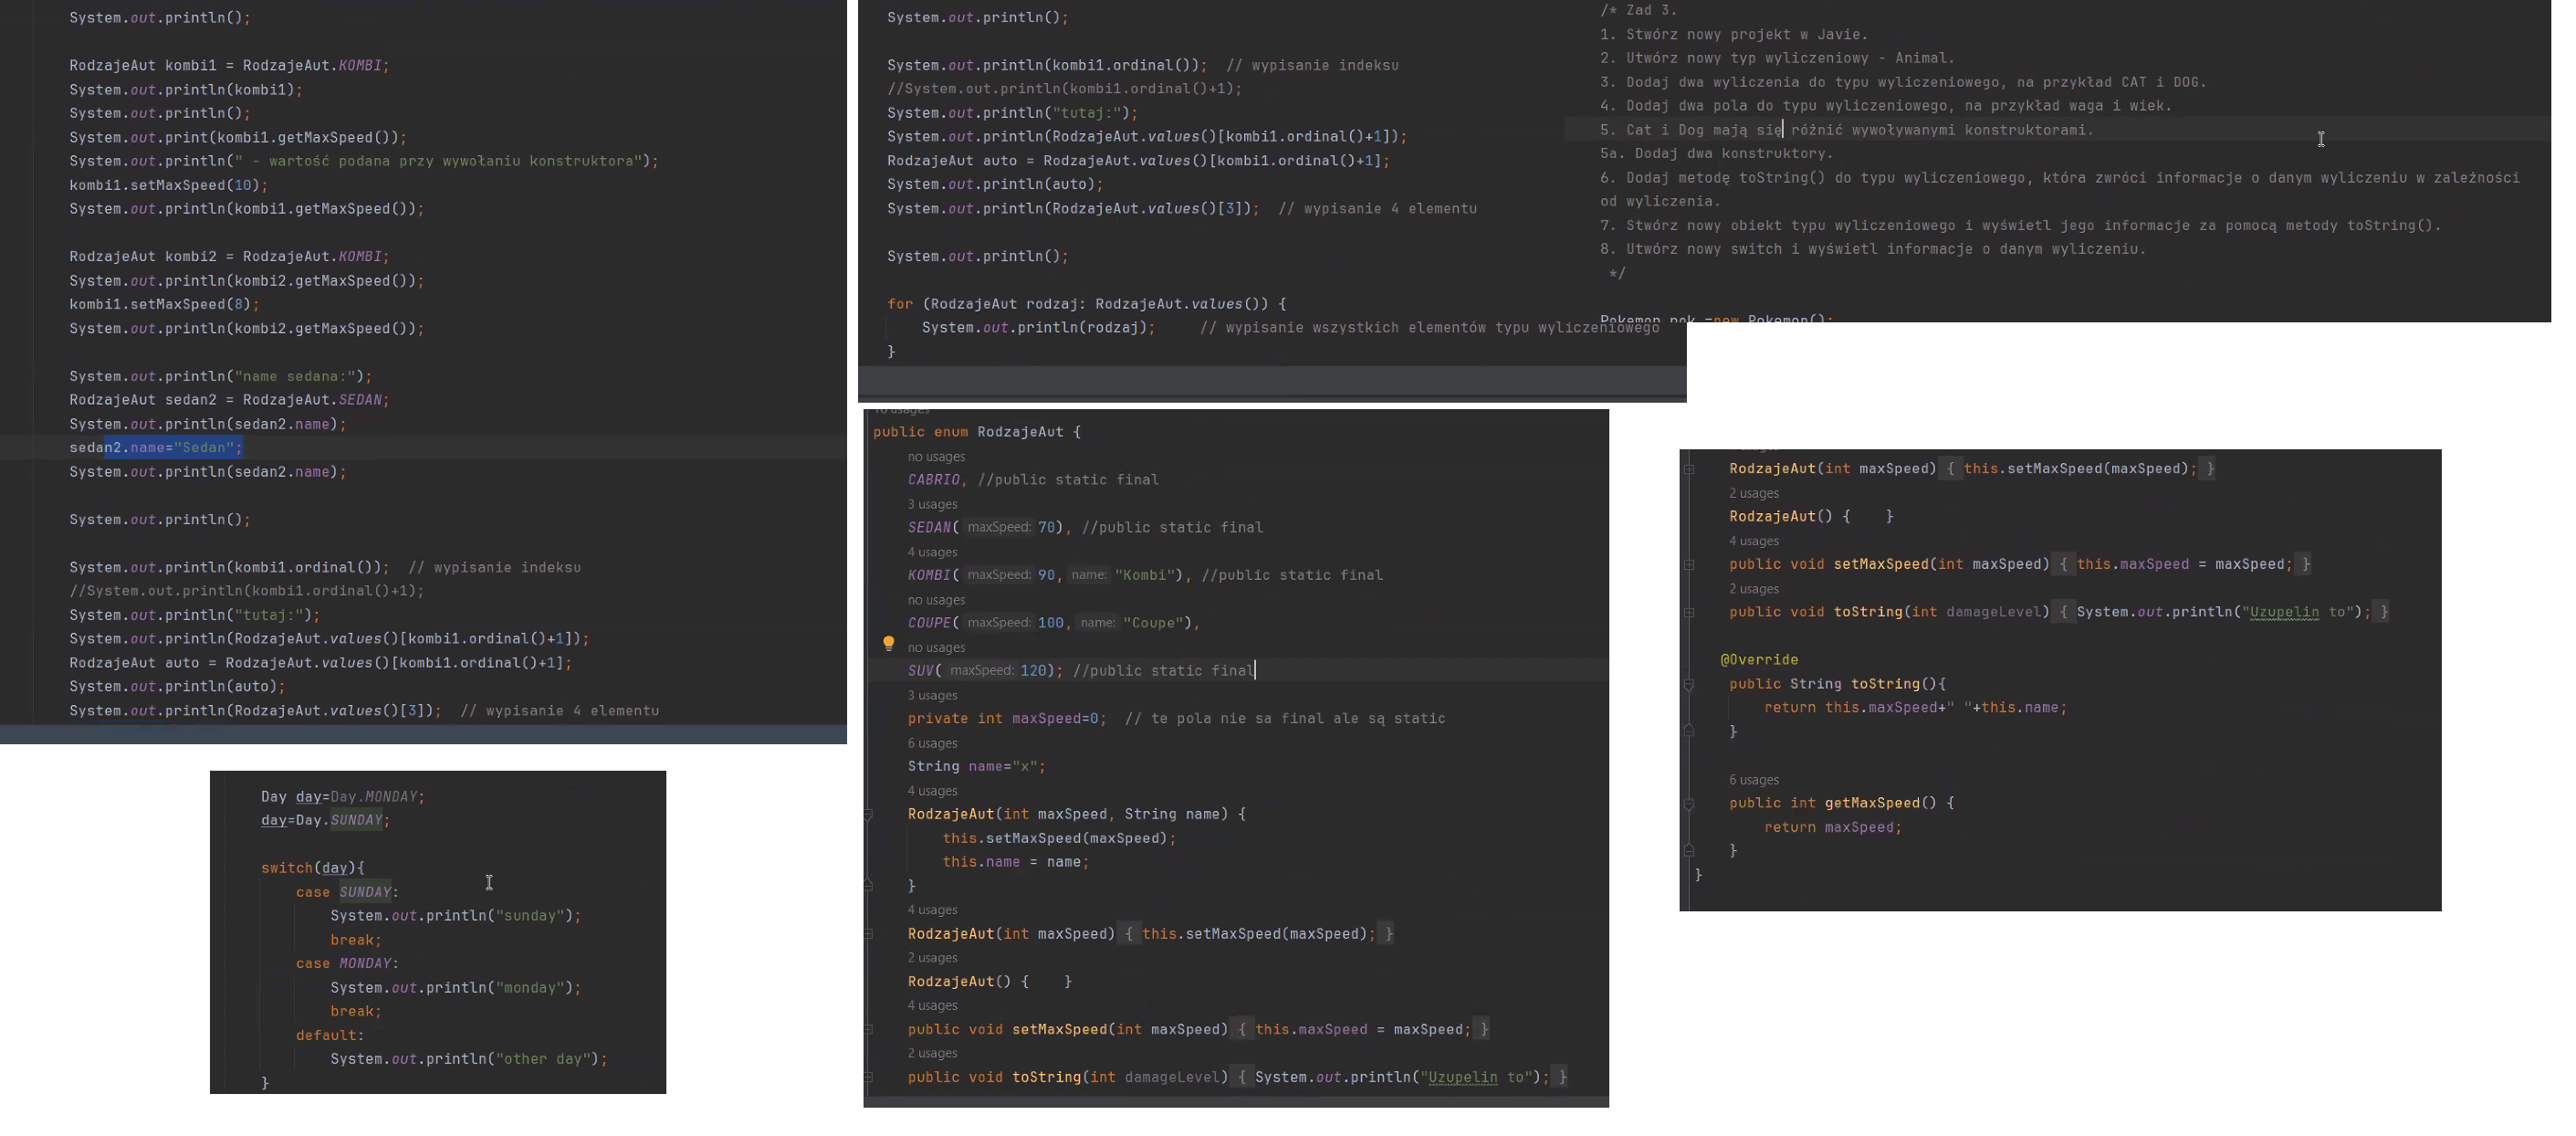 System.out.println();
RodzajeAut kombi1 = RodzajeAut.KOMBI;
System.out.println(kombi1);
System.out.println();
System.out.print(kombi1.getMaxSpeed());
System.out.println(" - wartość podana przy wywołaniu konstruktora");
kombi1.setMaxSpeed(10);
System.out.println(kombi1.getMaxSpeed());
RodzajeAut kombi2 = RodzajeAut.KOMBI;
System.out.println(kombi2.getMaxSpeed());
kombi1.setMaxSpeed(8);
System.out.println(kombi2.getMaxSpeed());
System.out.println("name sedana:");
RodzajeAut sedan2 = RodzajeAut.SEDAN;
System.out.println(sedan2.name);
sedan2.name="Sedan";
System.out.println(sedan2.name);
System.out.println();
System.out.println(kombi1.ordinal()); // wypisanie indeksu
//System.out.println(kombi1.ordinal()+1);
System.out.println("tutaj:");
System.out.println(RodzajeAut.values()[kombi1.ordinal()+1]);
RodzajeAut auto = RodzajeAut.values()[kombi1.ordinal()+1];
System.out.println(auto);
System.out.println(RodzajeAut.values()[3]); // wypisanie 4 elementu
System.out.println();
System.out.println(kombi1.ordinal()); // wypisanie indeksu
//System.out.println(kombi1.ordinal()+1);
System.out.println("tutaj:");
System.out.println(RodzajeAut.values()[kombi1.ordinal()+1]);
RodzajeAut auto = RodzajeAut.values()[kombi1.ordinal()+1];
System.out.println(auto);
System.out.println(RodzajeAut.values()[3]); // wypisanie 4 elementu
System.out.println();
for (RodzajeAut rodzaj: RodzajeAut.values()) {
System.out.println(rodzaj); // wypisanie wszystkich elementów typu wyliczeniowego
}
/* Zad 3.
1. Stwórz nowy projekt w Javie.
2. Utwórz nowy typ wyliczeniowy - Animal.
3. Dodaj dwa wyliczenia do typu wyliczeniowego, na przykład CAT i DOG.
4. Dodaj dwa pola do typu wyliczeniowego, na przykład waga i wiek.
5. Cat i Dog mają się różnić wywoływanymi konstruktorami.
5a. Dodaj dwa konstruktory.
6. Dodaj metodę toString() do typu wyliczeniowego, która zwróci informacje o danym wyliczeniu w zależności
od wyliczenia.
7. Stwórz nowy obiekt typu wyliczeniowego i wyświetl jego informacje za pomocą metody toString().
8. Utwórz nowy switch i wyświetl informacje o danym wyliczeniu.
*/
Pokemon pok =new Pokemon();
Day day=Day.MONDAY;
day=Day.SUNDAY;
switch(day){
case SUNDAY:
System.out.println("sunday");
break;
case MONDAY:
System.out.println("monday");
break;
default:
System.out.println("other day");
}
10 usages
public enum RodzajeAut {
no usages
CABRIO, //public static final
3 usages
SEDAN( maxSpeed: 70), //public static final
4 usages
KOMBI( maxSpeed: 90, name: "Kombi"), //public static final
no usages
COUPE( maxSpeed: 100, name: "Coupe"),
no usages
SUV( maxSpeed: 120); //public static final
3 usages
private int maxSpeed=0; // te pola nie sa final ale są static
6 usages
String name="x";
4 usages
RodzajeAut(int maxSpeed, String name) {
this.setMaxSpeed(maxSpeed);
this.name = name;
}
4 usages
RodzajeAut(int maxSpeed) { this.setMaxSpeed(maxSpeed); }
2 usages
RodzajeAut() { }
4 usages
public void setMaxSpeed(int maxSpeed) { this.maxSpeed = maxSpeed; }
2 usages
public void toString(int damageLevel) { System.out.println("Uzupelin to"); }
RodzajeAut(int maxSpeed) { this.setMaxSpeed(maxSpeed); }
2 usages
RodzajeAut() { }
4 usages
public void setMaxSpeed(int maxSpeed) { this.maxSpeed = maxSpeed; }
2 usages
public void toString(int damageLevel) { System.out.println("Uzupelin to"); }
@Override
public String toString(){
return this.maxSpeed+" "+this.name;
}
6 usages
public int getMaxSpeed() {
return maxSpeed;
}
}